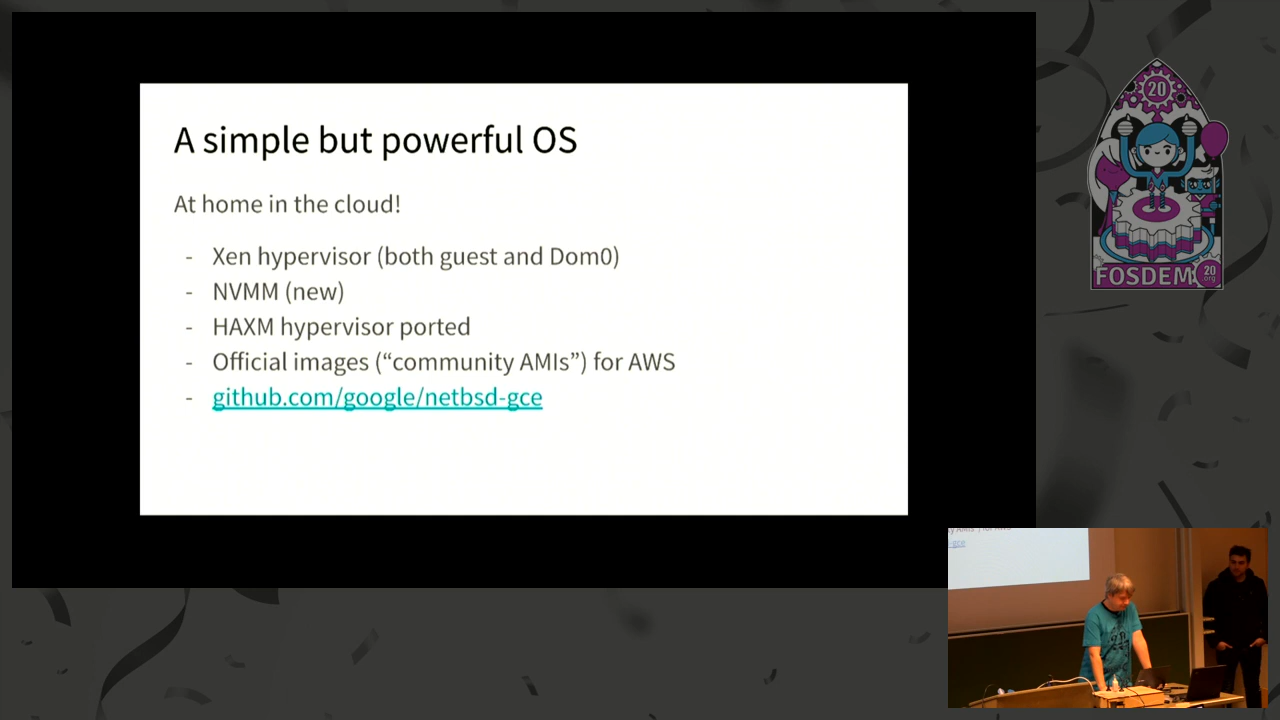 A simple but powerful OS
At home in the cloud!
- Xen hypervisor (both guest and Dom0)
- NVMM (new)
- HAXM hypervisor ported
- Official images (“community AMIs”) for AWS
- github.com/google/netbsd-gce
20
FOSDEM
20
org